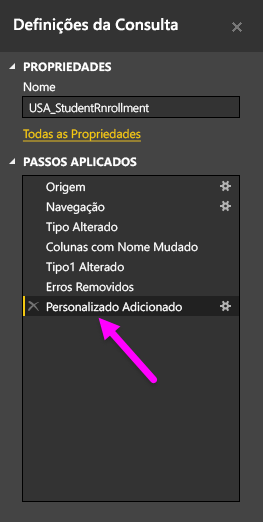 Definições da Consulta
PROPRIEDADES
Nome
USA_StudentRnrollment
Todas as Propriedades
PASSOS APLICADOS
Origem
Navegação
Tipo Alterado
Colunas com Nome Mudado
Tipo1 Alterado
Erros Removidos
Personalizado Adicionado